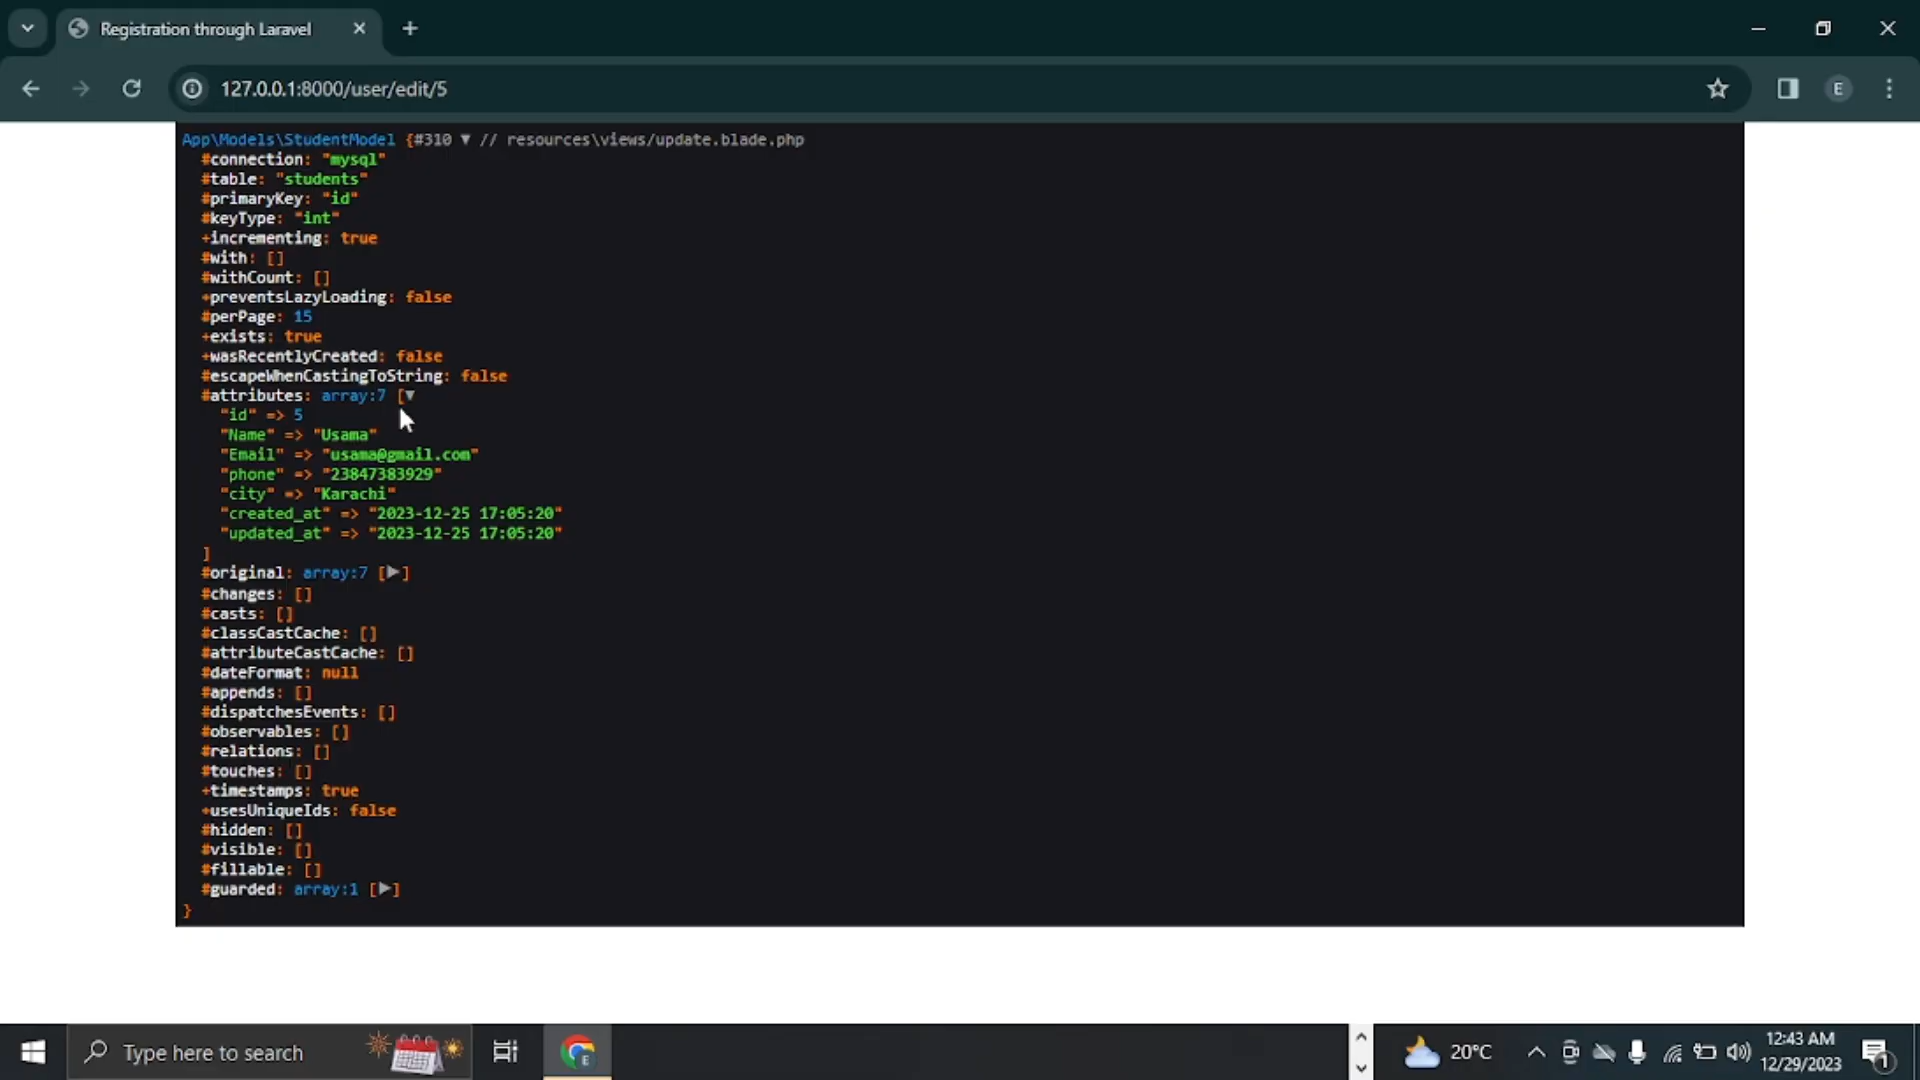 Registration through Laravel
127.0.0.1:8000/user/edit/5
E
App\Models\StudentModel {#310 ▼ // resources\views/update.blade.php
#connection: "mysql"
#table: "students"
#primaryKey: "id"
#keyType: "int"
+incrementing: true
#with: []
#withCount: []
+preventsLazyLoading: false
#perPage: 15
+exists: true
+wasRecentlyCreated: false
#escapeWhenCastingToString: false
#attributes: array:7 [▼
"id" => 5
"Name" => "Usama"
"Email" => "usama@gmail.com"
"phone" => "23847383929"
"city" => "Karachi"
"created_at" => "2023-12-25 17:05:20"
"updated_at" => "2023-12-25 17:05:20"
]
#original: array:7 [▶]
#changes: []
#casts: []
#classCastCache: []
#attributeCastCache: []
#dateFormat: null
#appends: []
#dispatchesEvents: []
#observables: []
#relations: []
#touches: []
+timestamps: true
+usesUniqueIds: false
#hidden: []
#visible: []
#fillable: []
#guarded: array:1 [▶]
}
Type here to search
E
20°C
12:43 AM
12/29/2023
1